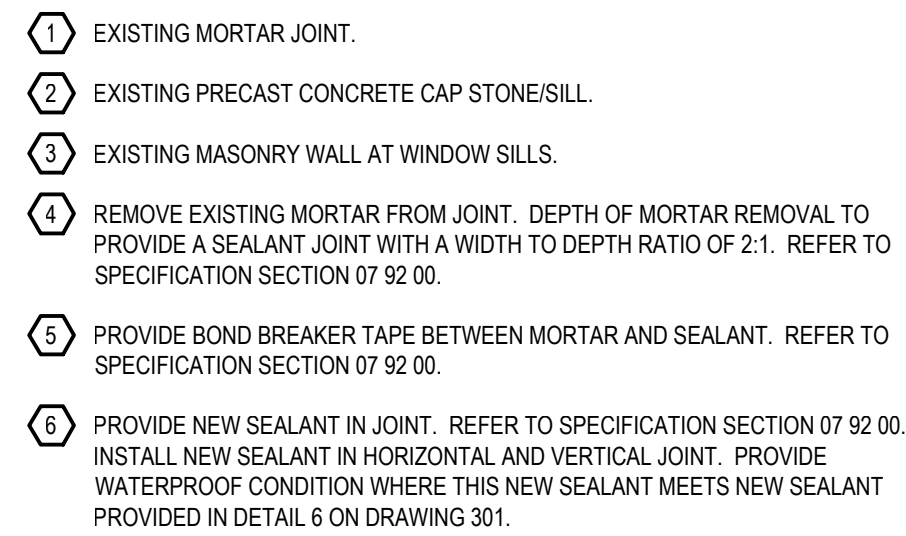 1 EXISTING MORTAR JOINT.
2 EXISTING PRECAST CONCRETE CAP STONE/SILL.
3 EXISTING MASONRY WALL AT WINDOW SILLS.
4 REMOVE EXISTING MORTAR FROM JOINT. DEPTH OF MORTAR REMOVAL TO
PROVIDE A SEALANT JOINT WITH A WIDTH TO DEPTH RATIO OF 2:1. REFER TO
SPECIFICATION SECTION 07 92 00.
5 PROVIDE BOND BREAKER TAPE BETWEEN MORTAR AND SEALANT. REFER TO
SPECIFICATION SECTION 07 92 00.
6 PROVIDE NEW SEALANT IN JOINT. REFER TO SPECIFICATION SECTION 07 92 00.
INSTALL NEW SEALANT IN HORIZONTAL AND VERTICAL JOINT. PROVIDE
WATERPROOF CONDITION WHERE THIS NEW SEALANT MEETS NEW SEALANT
PROVIDED IN DETAIL 6 ON DRAWING 301.